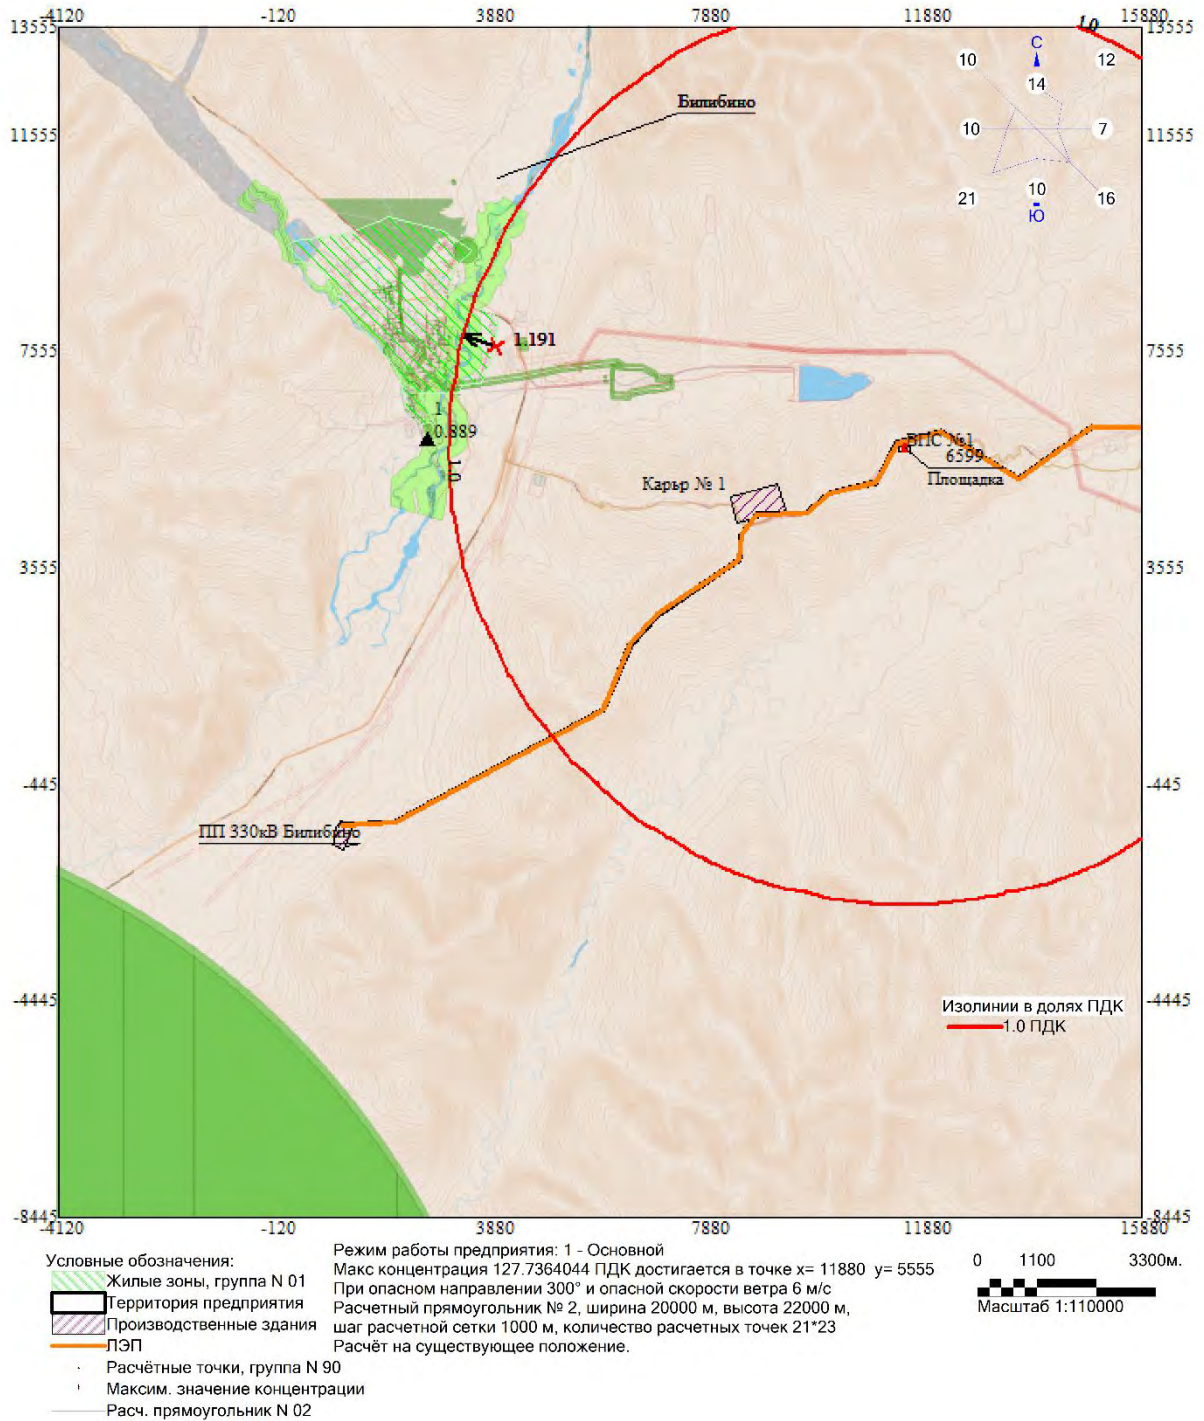 -4120 -120 3880 7880 11880 15880
13555 13555
1.0
С
10 12
14
Билибино
11555 10 7 11555
10
21 16
Ю
7555 1.191 7555
1
0.889
ВПС №1
6599
1.0
Карьр № 1
Площадка
3555 3555
-445 -445
ПП 330кВ Билибино
-4445 -4445
Изолинии в долях ПДК
1.0 ПДК
-8445 -8445
-4120 -120 3880 7880 11880 15880
Условные обозначения:
Жилые зоны, группа N 01
Территория предприятия
Производственные здания
ЛЭП
Расчётные точки, группа N 90
Максим. значение концентрации
Расч. прямоугольник N 02
Режим работы предприятия: 1 - Основной
Макс концентрация 127.7364044 ПДК достигается в точке x= 11880 y= 5555
При опасном направлении 300° и опасной скорости ветра 6 м/с
Расчетный прямоугольник № 2, ширина 20000 м, высота 22000 м,
шаг расчетной сетки 1000 м, количество расчетных точек 21*23
Расчёт на существующее положение.
0 1100 3300м.
Масштаб 1:110000